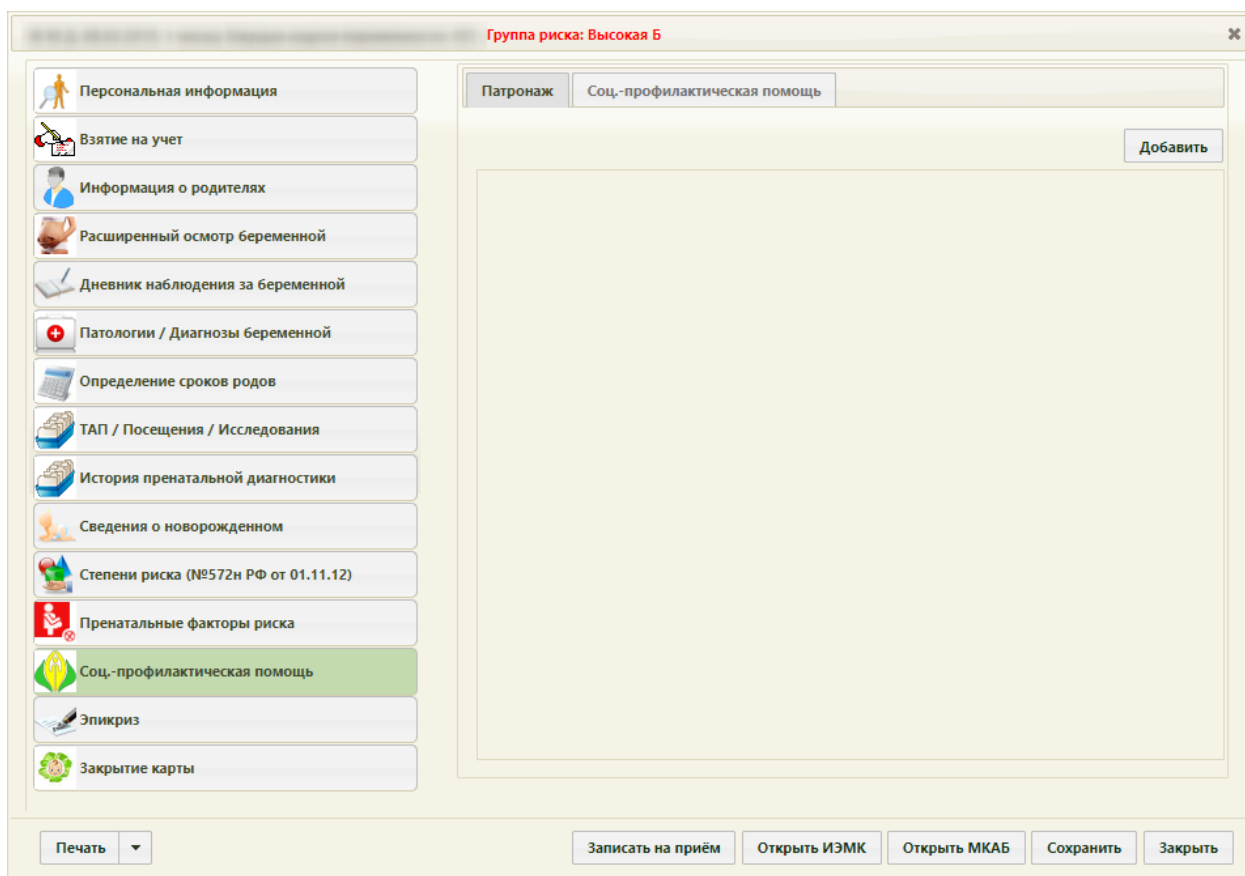 Группа риска: Высокая Б
Персональная информация
Взятие на учет
Информация о родителях
Расширенный осмотр беременной
Дневник наблюдения за беременной
Патологии / Диагнозы беременной
Определение сроков родов
ТАП / Посещения / Исследования
История пренатальной диагностики
Сведения о новорожденном
Степени риска (№572н РФ от 01.11.12)
Пренатальные факторы риска
Соц.-профилактическая помощь
Эпикриз
Закрытие карты
Патронаж Соц.-профилактическая помощь
Добавить
Печать Записать на приём Открыть ИЭМК Открыть МКАБ Сохранить Закрыть